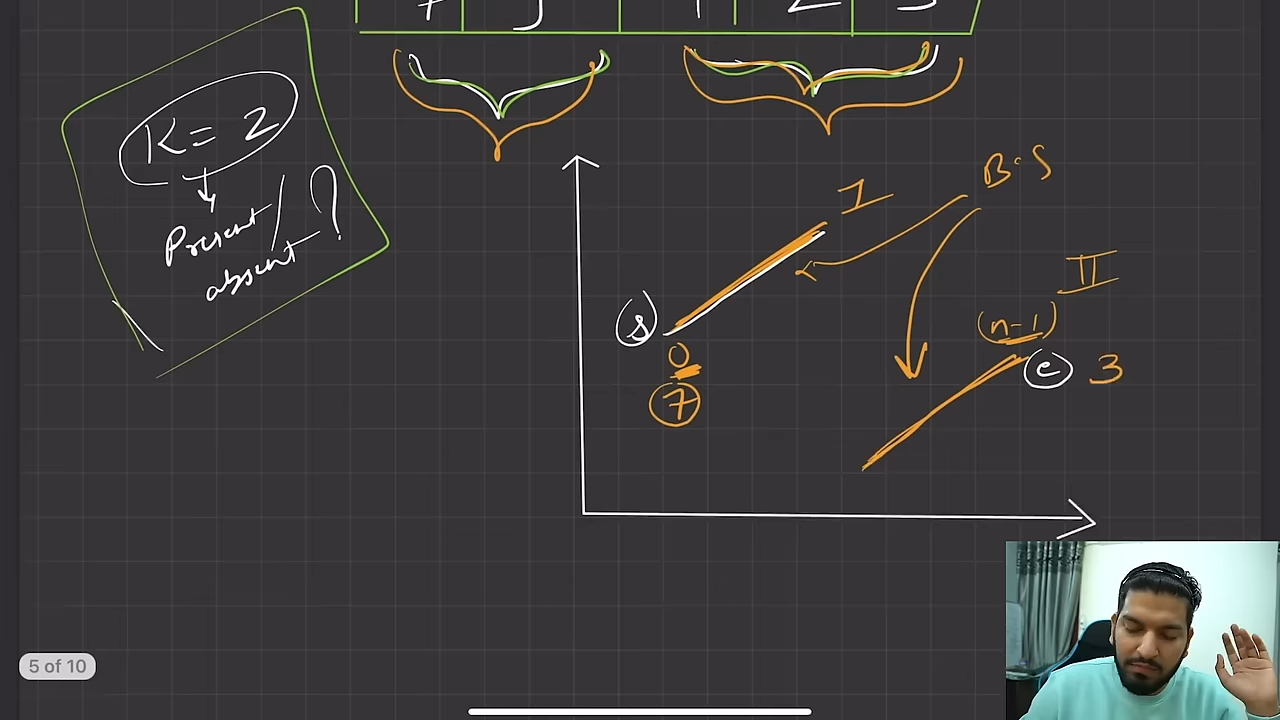 K = 2
Present/
absent ?
B.S
I
II
(n-1)
s
e 3
0
7
5 of 10